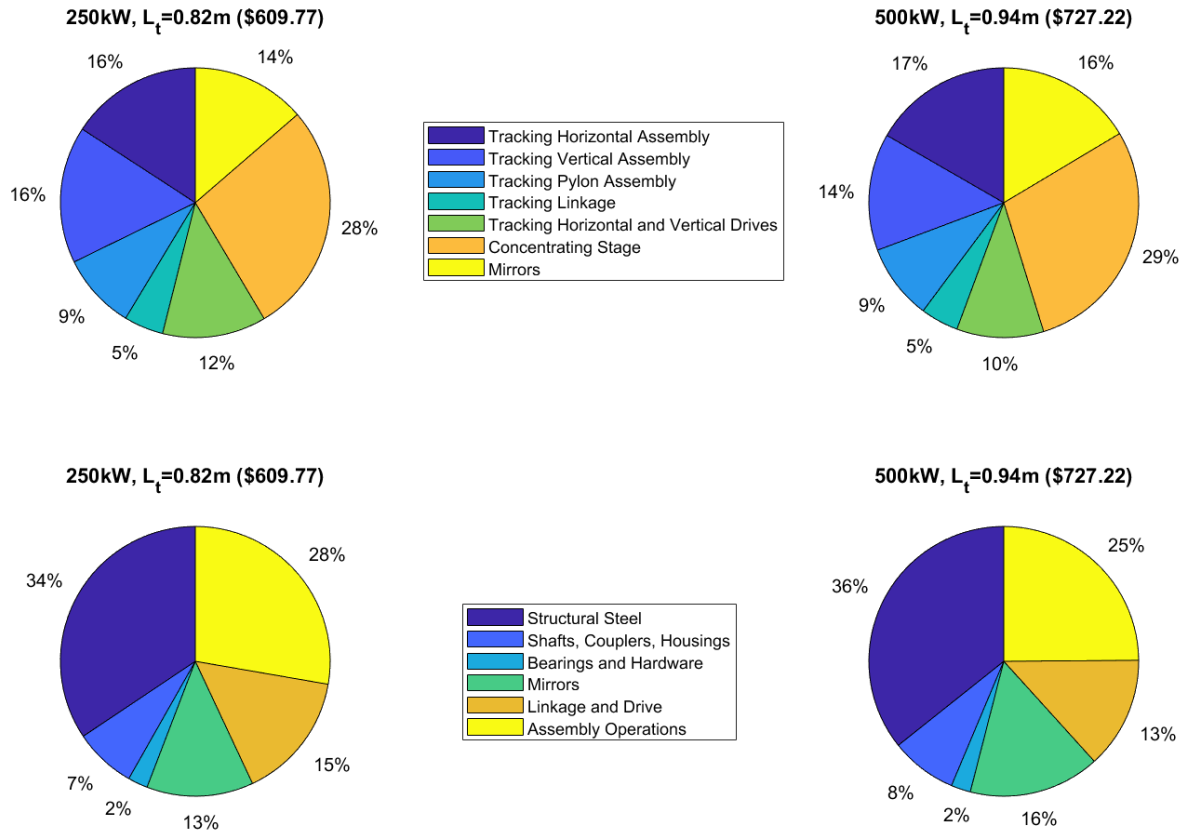 250kW, Lt=0.82m ($609.77)
16%
14%
16%
28%
9%
5%
12%
Tracking Horizontal Assembly
Tracking Vertical Assembly
Tracking Pylon Assembly
Tracking Linkage
Tracking Horizontal and Vertical Drives
Concentrating Stage
Mirrors
500kW, Lt=0.94m ($727.22)
17%
16%
14%
29%
9%
5%
10%
250kW, Lt=0.82m ($609.77)
34%
28%
7%
2%
13%
15%
Structural Steel
Shafts, Couplers, Housings
Bearings and Hardware
Mirrors
Linkage and Drive
Assembly Operations
500kW, Lt=0.94m ($727.22)
36%
25%
8%
2%
16%
13%